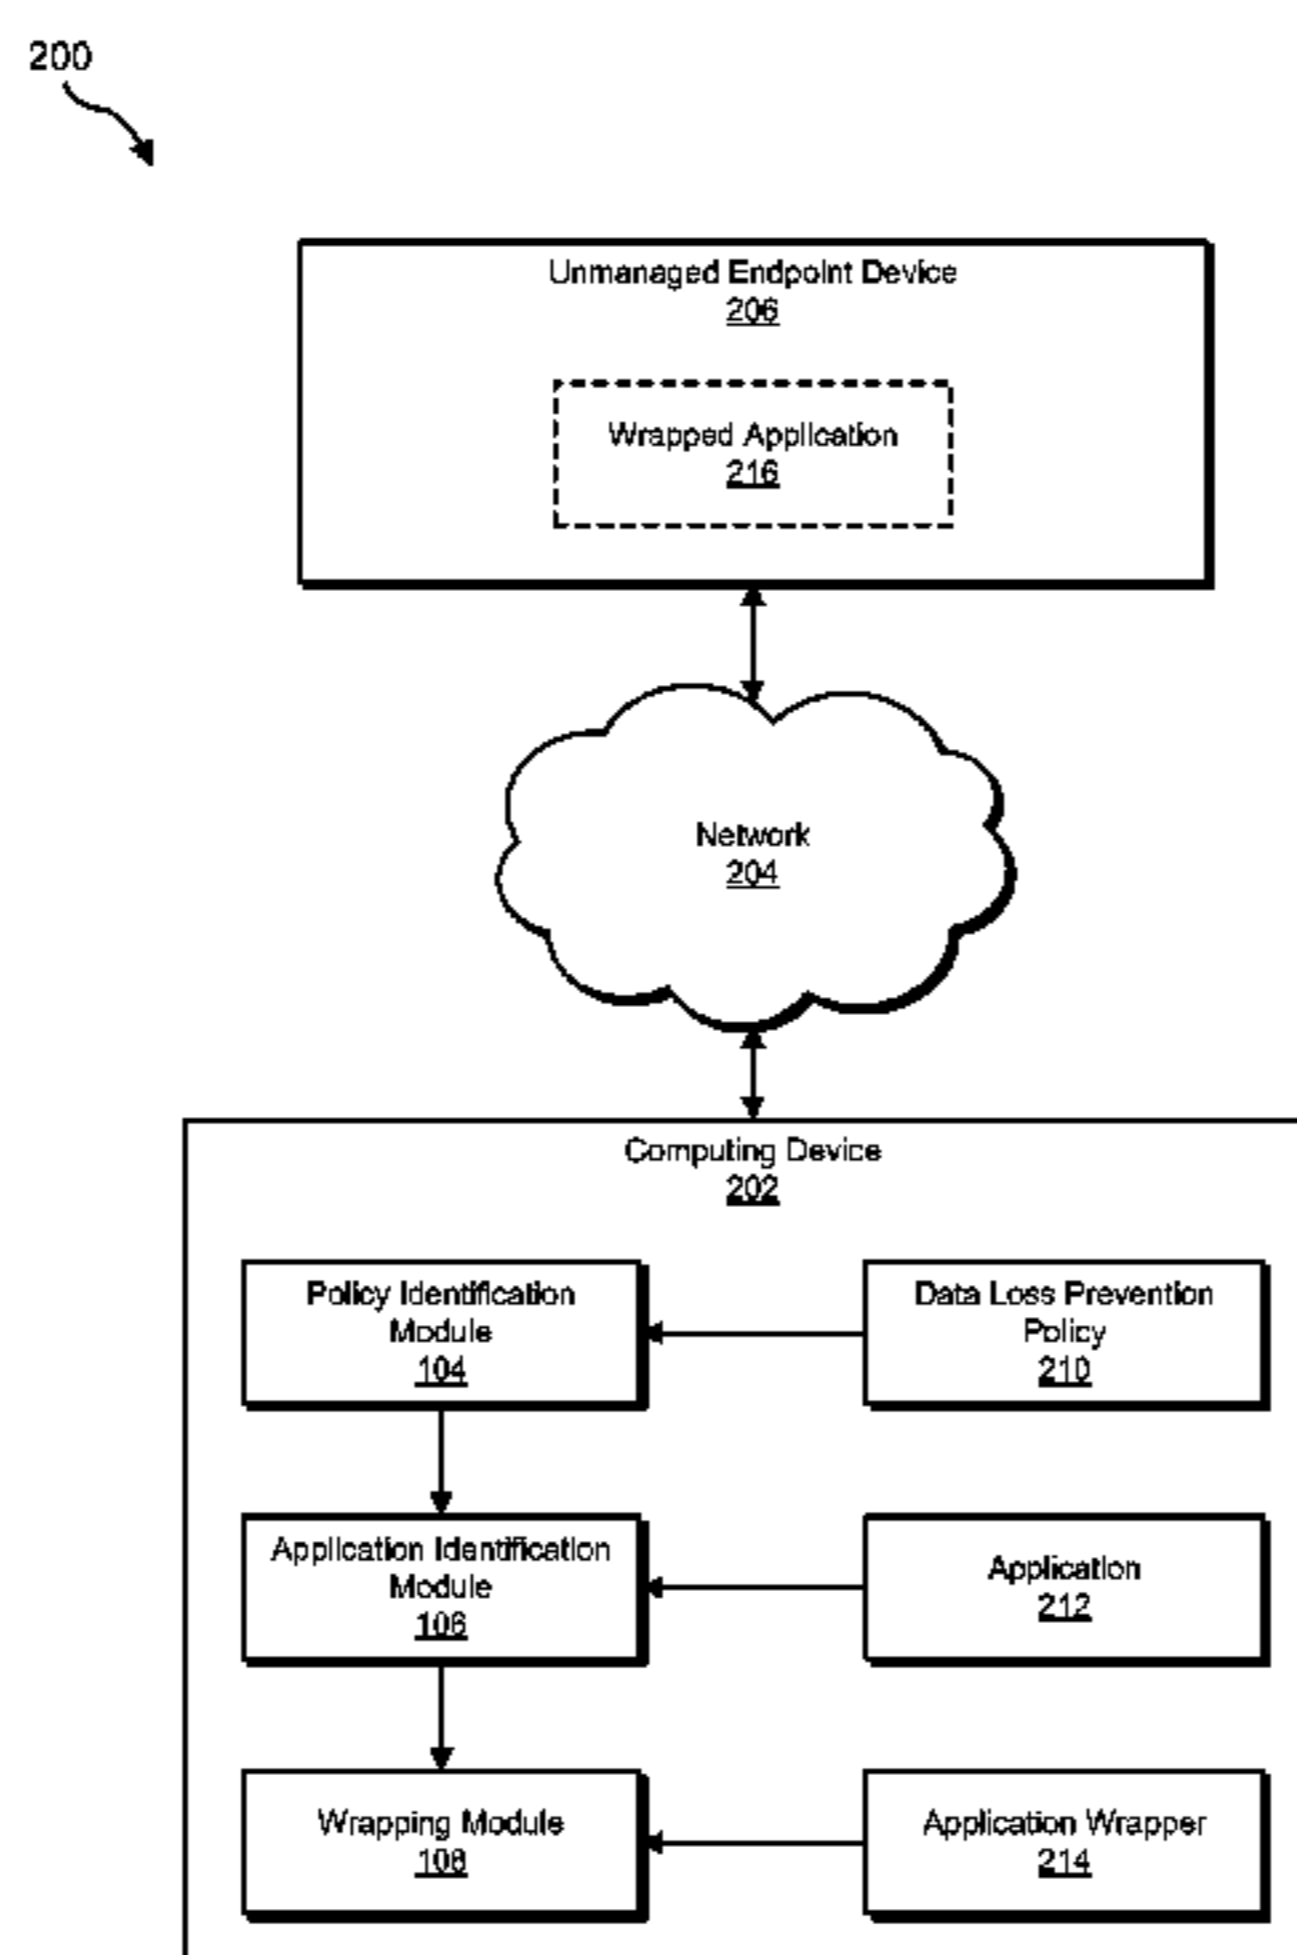 200
Unmanaged Endpoint Device
206
Wrapped Application
216
Network
204
Computing Device
202
Policy Identification
Module
104
Data Loss Prevention
Policy
210
Application Identification
Module
106
Application
212
Wrapping Module
108
Application Wrapper
214